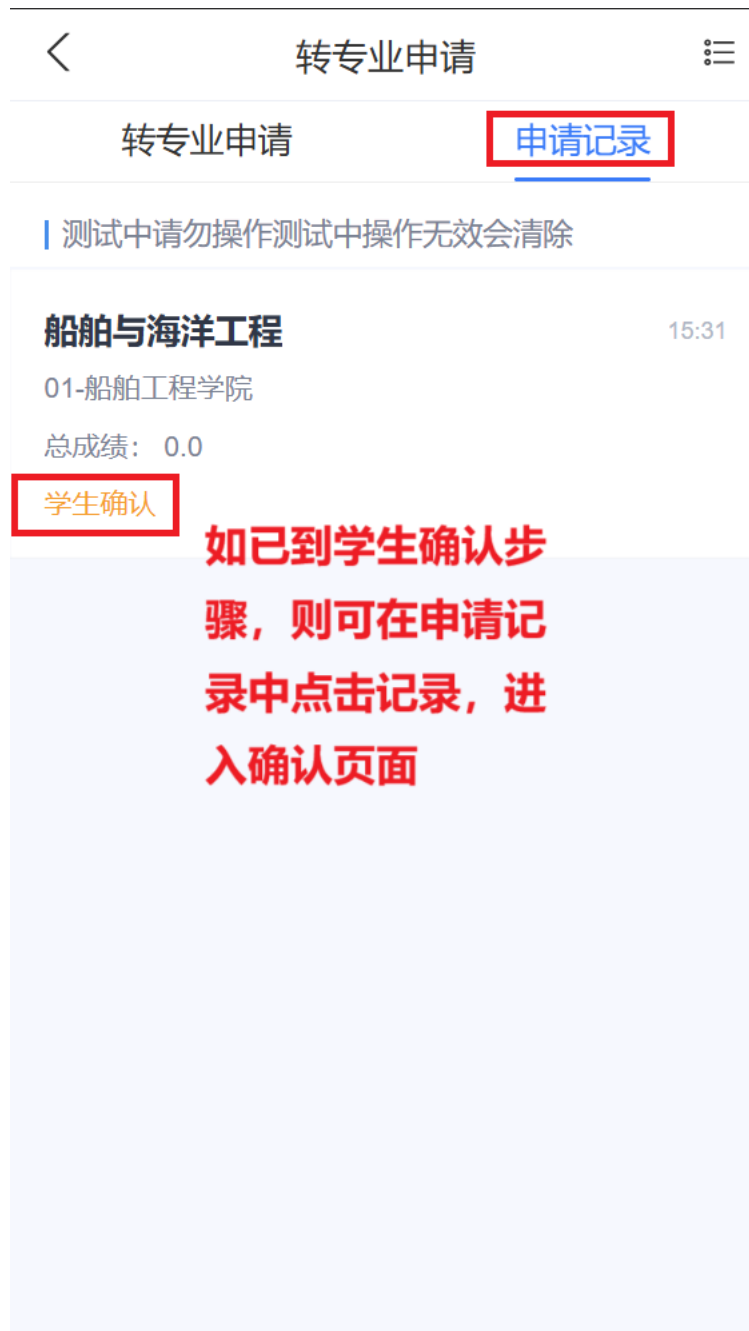 转专业申请
转专业申请
申请记录
测试中请勿操作测试中操作无效会清除
船舶与海洋工程
15:31
01-船舶工程学院
总成绩： 0.0
学生确认
如已到学生确认步
骤，则可在申请记
录中点击记录，进
入确认页面